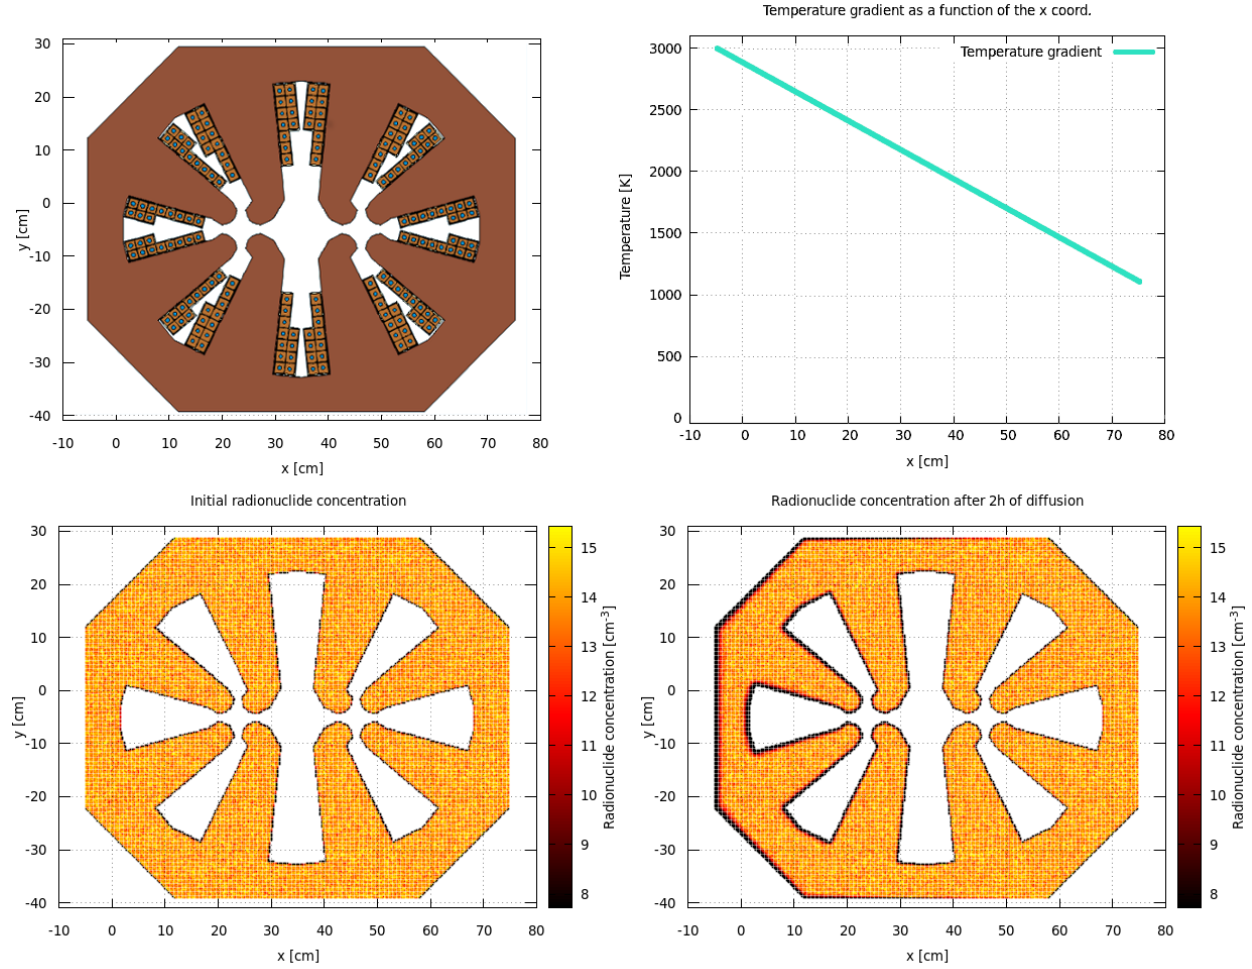 Temperature gradient as a function of the x coord.
30
20
10
0
-10
-20
-30
-40
y [cm]
-10 0 10 20 30 40 50 60 70 80
x [cm]
Temperature gradient
3000
2500
2000
1500
1000
500
0
Temperature [K]
-10 0 10 20 30 40 50 60 70 80
x [cm]
Initial radionuclide concentration
30
20
10
0
-10
-20
-30
-40
y [cm]
-10 0 10 20 30 40 50 60 70 80
x [cm]
15
14
13
12
11
10
9
8
Radionuclide concentration [cm⁻³]
Radionuclide concentration after 2h of diffusion
30
20
10
0
-10
-20
-30
-40
y [cm]
-10 0 10 20 30 40 50 60 70 80
x [cm]
15
14
13
12
11
10
9
8
Radionuclide concentration [cm⁻³]